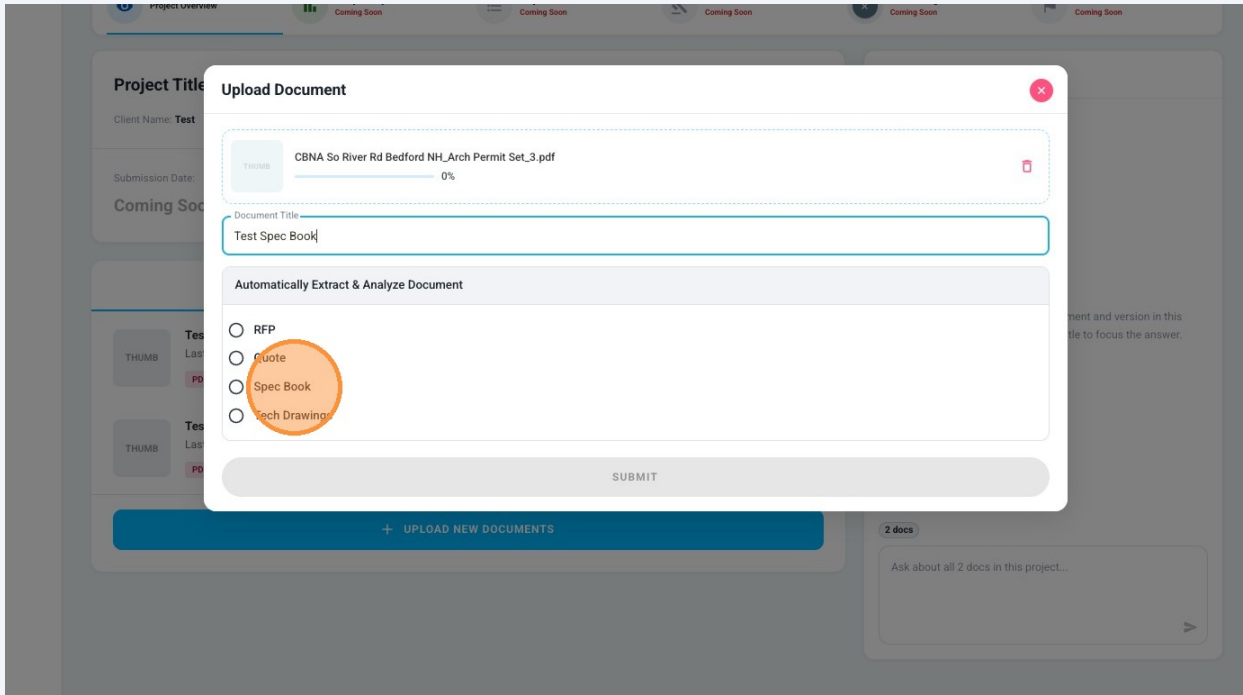 Project Overview
Coming Soon
Coming Soon
Coming Soon
Coming Soon
Coming Soon
Project Title
Client Name: Test
Submission Date:
Coming Soo
Upload Document
THUMB
CBNA So River Rd Bedford NH_Arch Permit Set_3.pdf
0%
Document Title
Test Spec Book
Automatically Extract & Analyze Document
RFP
Quote
Spec Book
Tech Drawings
SUBMIT
THUMB
Tes
Las
PD
THUMB
Tes
Las
PD
+ UPLOAD NEW DOCUMENTS
ment and version in this
tle to focus the answer.
2 docs
Ask about all 2 docs in this project...